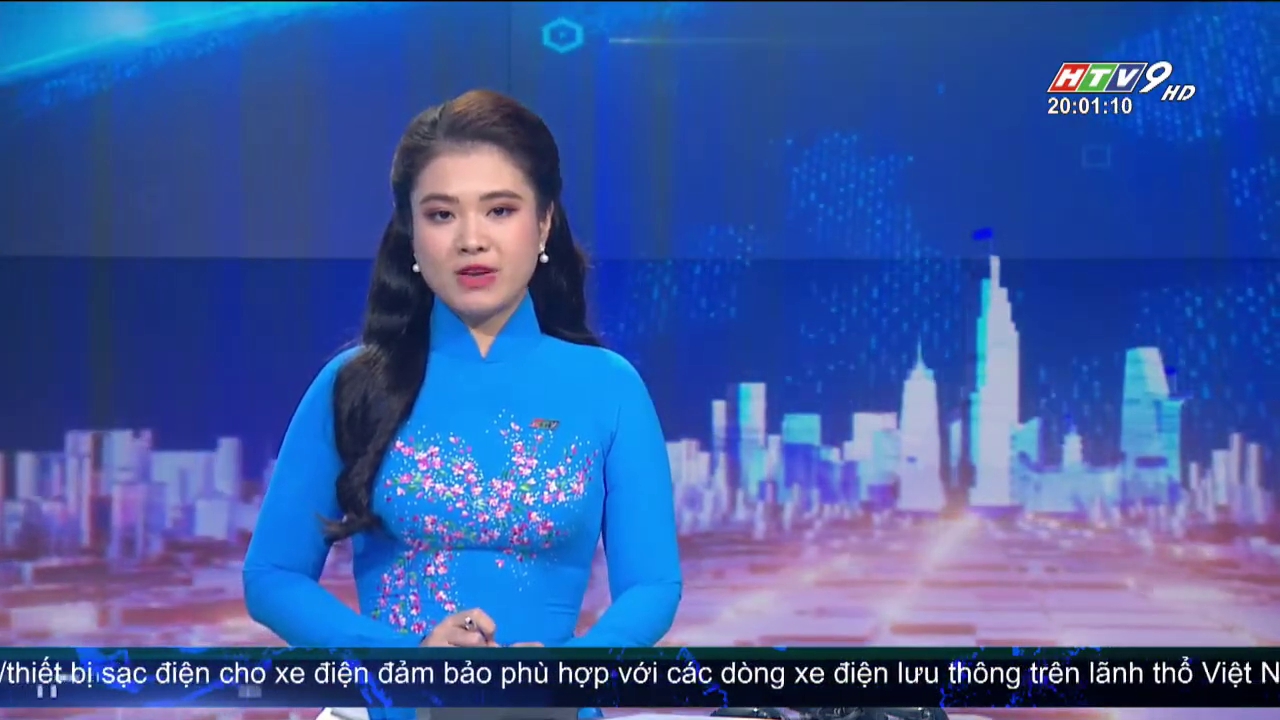 HTV9 HD
20:01:10
HTV
/thiết bị sạc điện cho xe điện đảm bảo phù hợp với các dòng xe điện lưu thông trên lãnh thổ Việt N